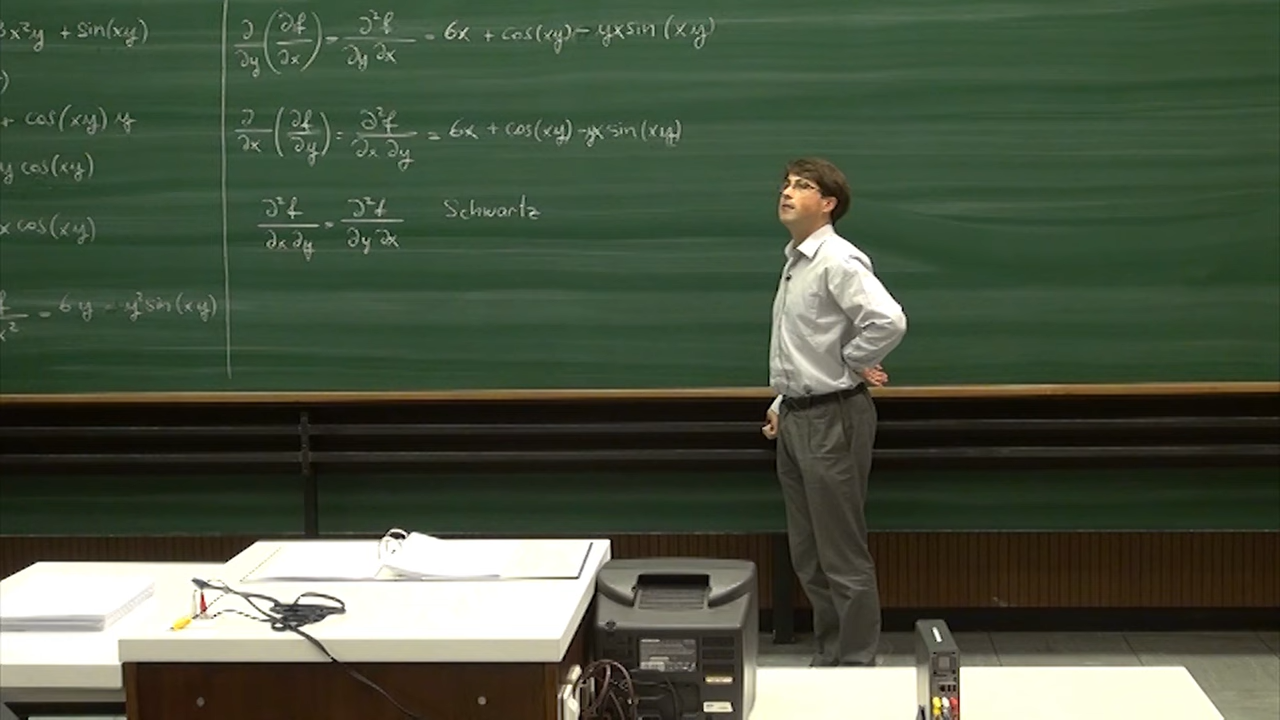 3x²y + sin(xy)
)
+ cos(xy) y
y cos(xy)
x cos(xy)
f/x² = 6y - y² sin(xy)
∂/∂y (∂f/∂x) = ∂²f/∂y ∂x = 6x + cos(xy) - yx sin(xy)
∂/∂x (∂f/∂y) = ∂²f/∂x ∂y = 6x + cos(xy) - yx sin(xy)
∂²f/∂x ∂y = ∂²f/∂y ∂x Schwartz